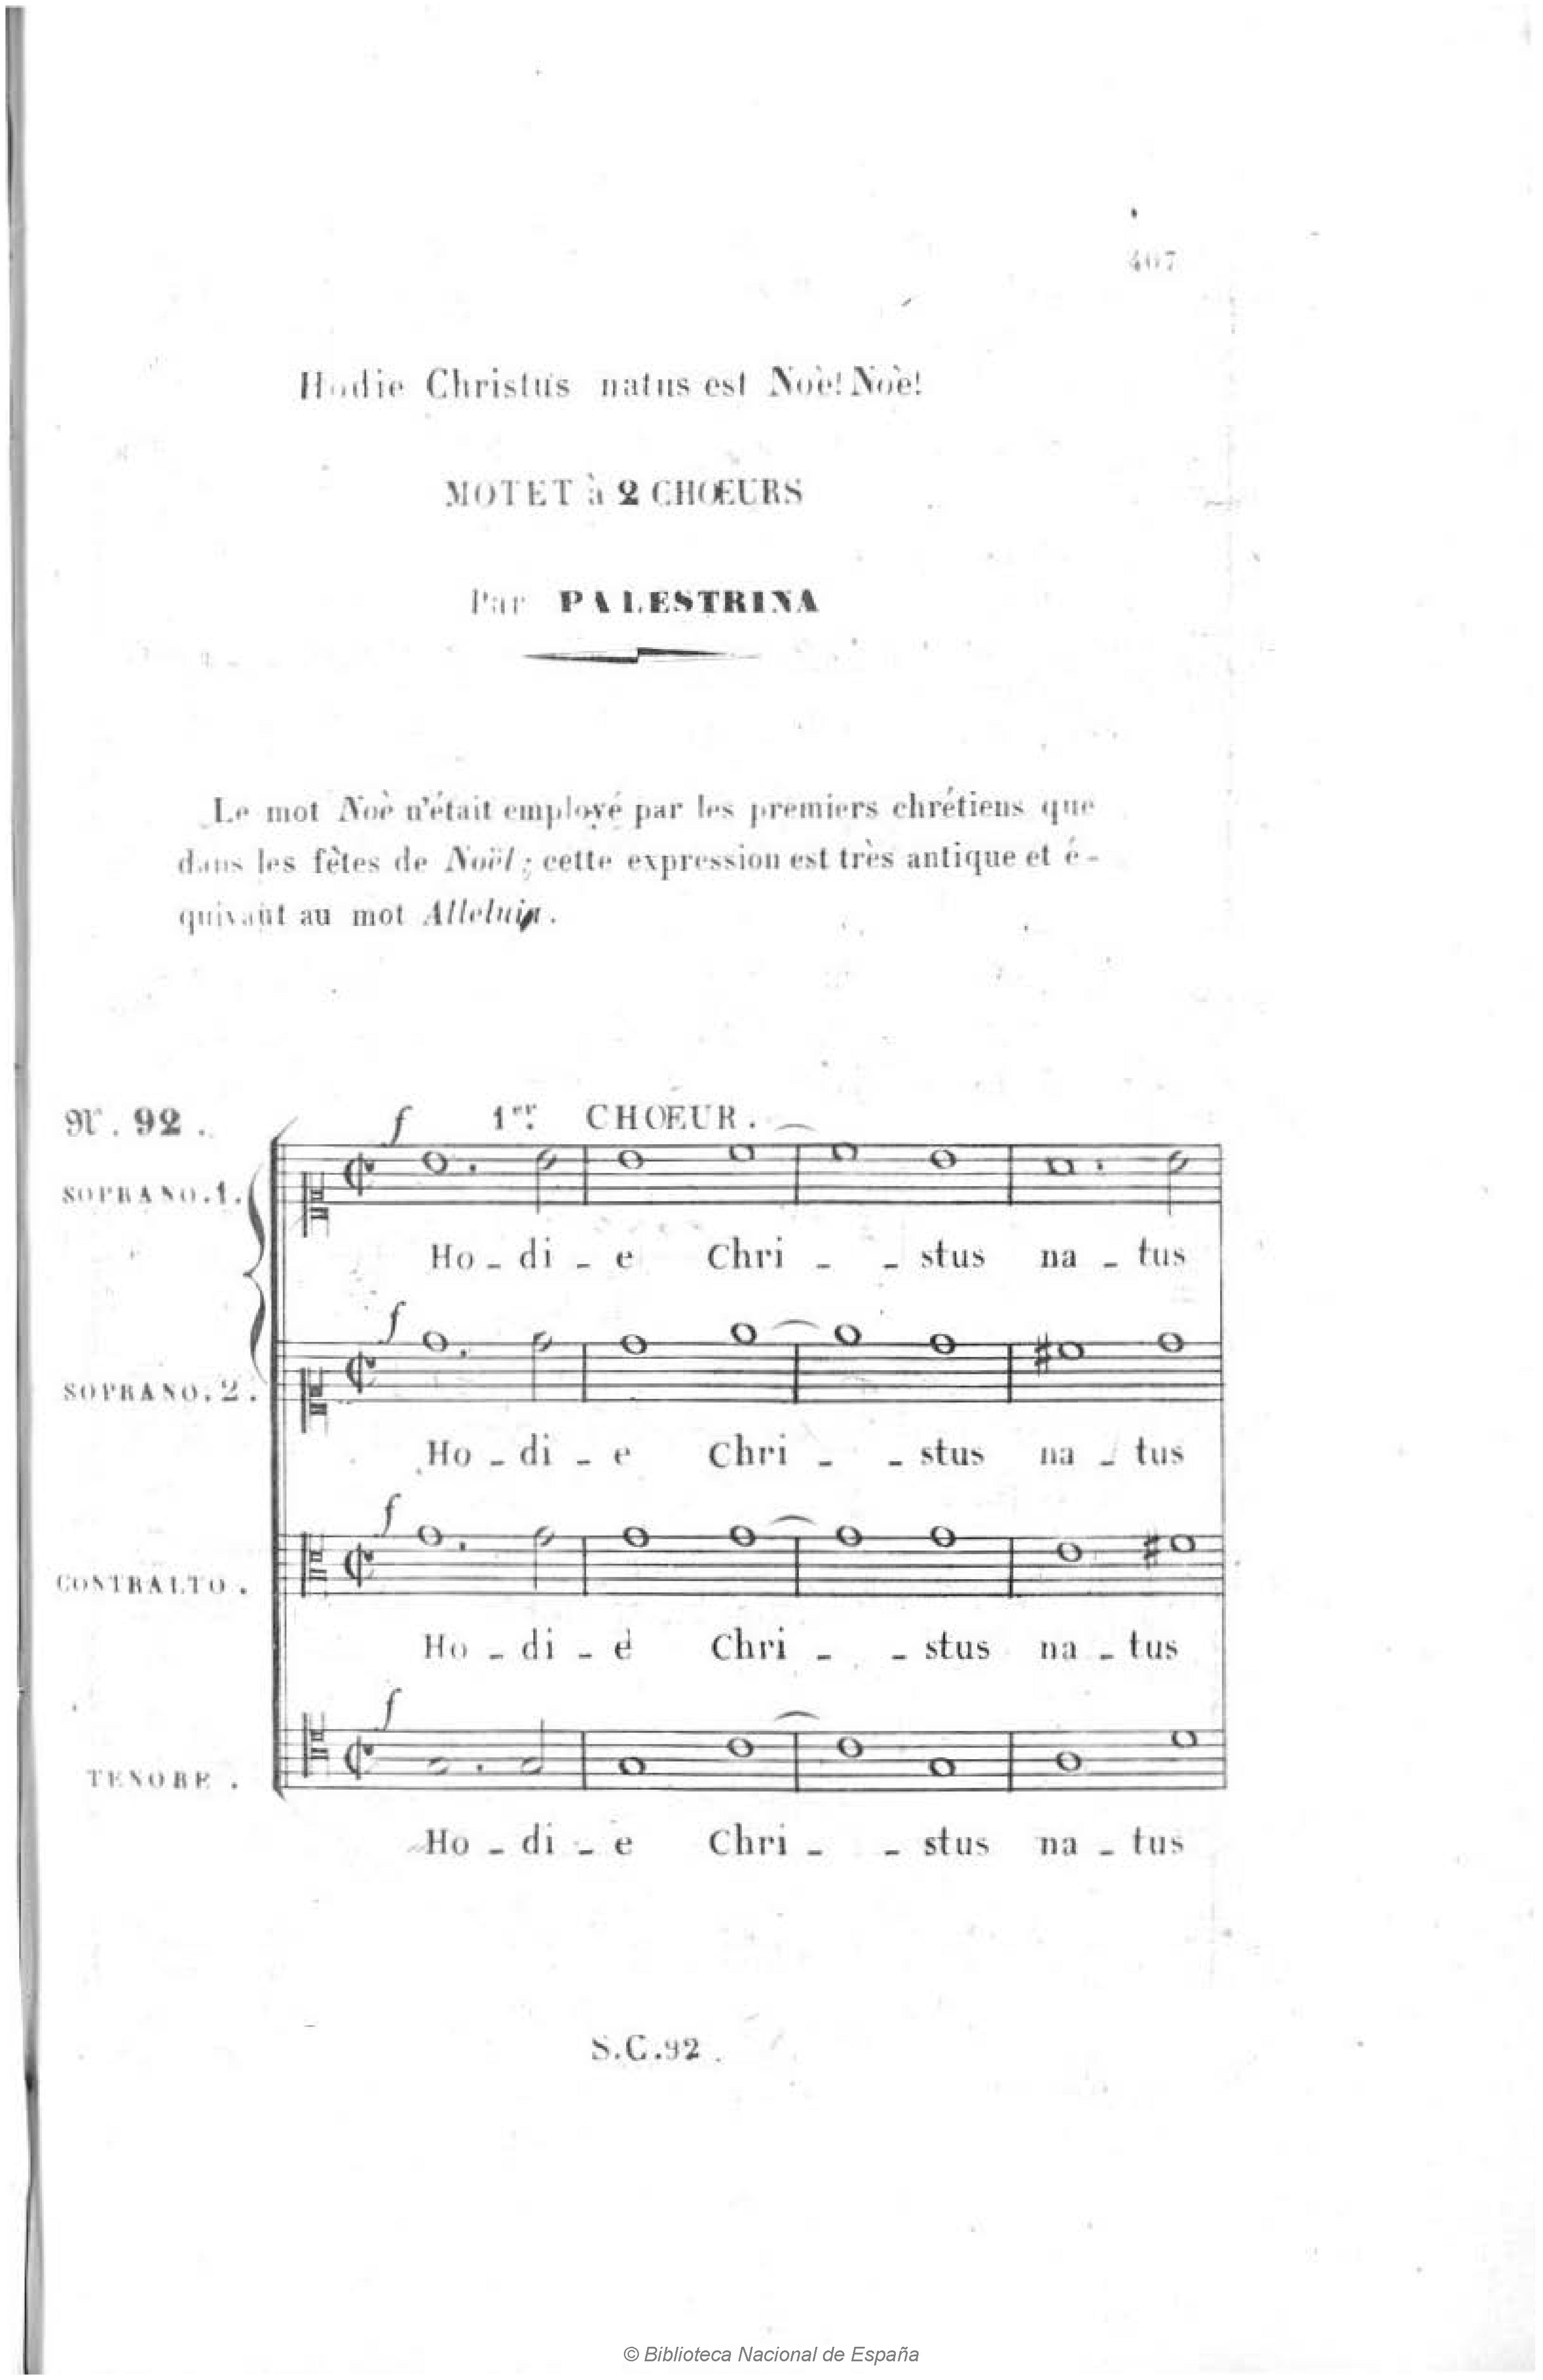 407
Hodie Christus natus est Noè! Noè!
MOTET à 2 CHŒURS
Par PALESTRINA
Le mot Noè n'était employé par les premiers chrétiens que
dans les fêtes de Noël; cette expression est très antique et é-
quivaut au mot Alleluia.
N. 92.
f 1er. CHOEUR.
SOPRANO. 1.
Ho - di - e Chri - - stus na - tus
f
SOPRANO. 2.
Ho - di - e Chri - - stus na - tus
f
CONTRALTO.
Ho - di - e Chri - - stus na - tus
f
TENORE.
Ho - di - e Chri - - stus na - tus
S.C.92.
© Biblioteca Nacional de España